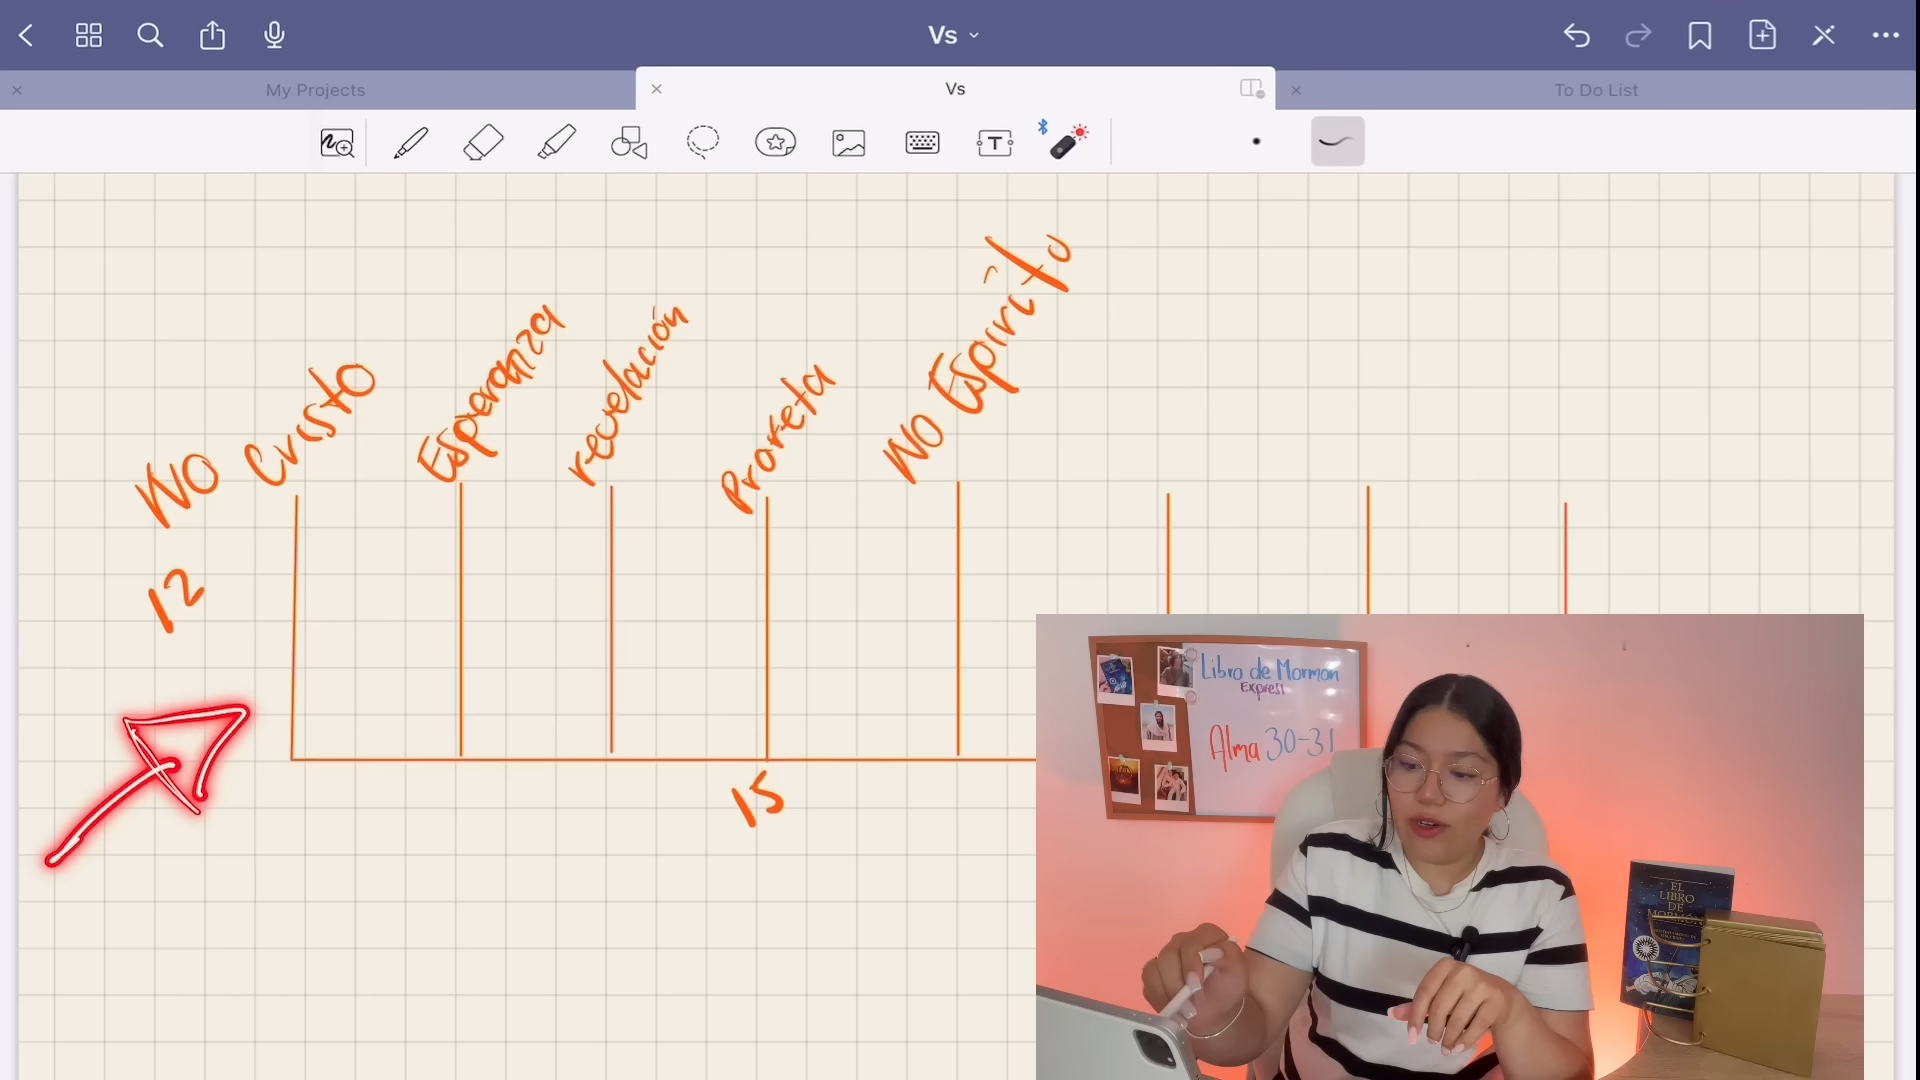 Vs
My Projects
Vs
To Do List
T
NO Cristo
Esperanza
revelación
Profeta
NO Espíritu
12
15
Libro de Mormon
Express
Alma 30-31
EL
LIBRO
DE
MORMÓN